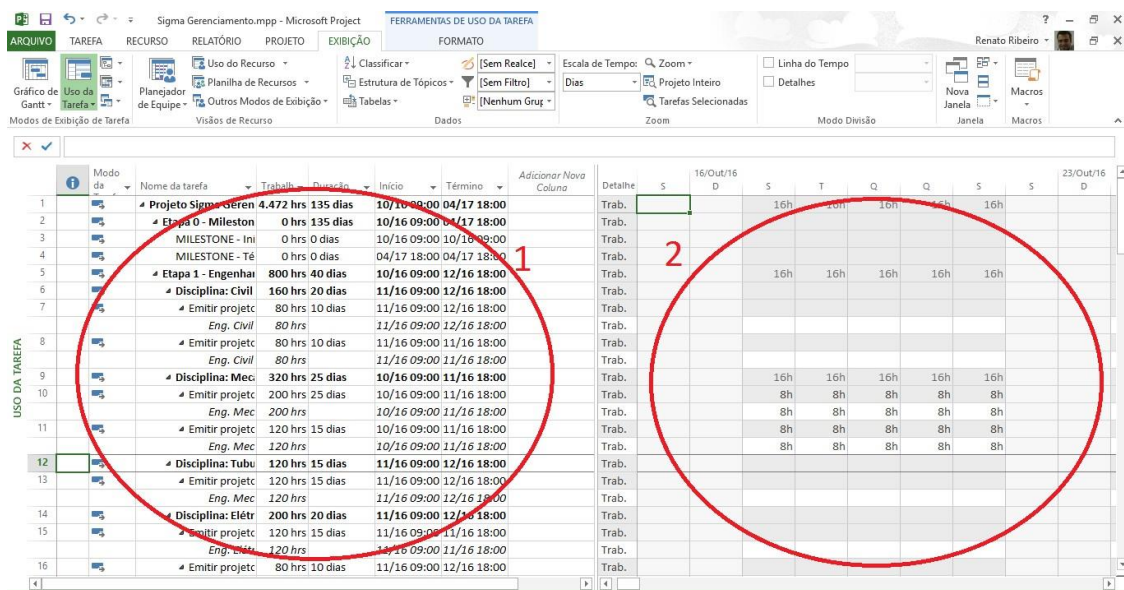 Sigma Gerenciamento.mpp - Microsoft Project
FERRAMENTAS DE USO DA TAREFA
ARQUIVO TAREFA RECURSO RELATÓRIO PROJETO EXIBIÇÃO FORMATO
Renato Ribeiro
Gráfico de Gantt
Uso da Tarefa
Modos de Exibição de Tarefa
Planejador de Equipe
Uso do Recurso
Planilha de Recursos
Outros Modos de Exibição
Visões de Recurso
Classificar
Estrutura de Tópicos
Tabelas
[Sem Realce]
[Sem Filtro]
[Nenhum Grup
Dados
Escala de Tempo:
Dias
Zoom
Projeto Inteiro
Tarefas Selecionadas
Zoom
Linha do Tempo
Detalhes
Modo Divisão
Nova Janela
Janela
Macros
Macros
Modo da Nome da tarefa Trabalh Duração Início Término Adicionar Nova Coluna
Detalhe
16/Out/16
23/Out/16
S D S T Q Q S S D
1 Projeto Sigma Geren 4.472 hrs 135 dias 10/16 09:00 04/17 18:00 Trab. 16h 16h 16h 16h 16h
2 Etapa 0 - Mileston 0 hrs 135 dias 10/16 09:00 04/17 18:00 Trab.
3 MILESTONE - Ini 0 hrs 0 dias 10/16 09:00 10/16 09:00 Trab.
4 MILESTONE - Té 0 hrs 0 dias 04/17 18:00 04/17 18:00 Trab.
1
2
5 Etapa 1 - Engenhar 800 hrs 40 dias 10/16 09:00 12/16 18:00 Trab. 16h 16h 16h 16h 16h
6 Disciplina: Civil 160 hrs 20 dias 11/16 09:00 12/16 18:00 Trab.
7 Emitir projetc 80 hrs 10 dias 11/16 09:00 12/16 18:00 Trab.
Eng. Civil 80 hrs 11/16 09:00 12/16 18:00 Trab.
8 Emitir projetc 80 hrs 10 dias 11/16 09:00 11/16 18:00 Trab.
Eng. Civil 80 hrs 11/16 09:00 11/16 18:00 Trab.
9 Disciplina: Meca 320 hrs 25 dias 10/16 09:00 11/16 18:00 Trab. 16h 16h 16h 16h 16h
10 Emitir projetc 200 hrs 25 dias 10/16 09:00 11/16 18:00 Trab. 8h 8h 8h 8h 8h
Eng. Mec 200 hrs 10/16 09:00 11/16 18:00 Trab. 8h 8h 8h 8h 8h
11 Emitir projetc 120 hrs 15 dias 10/16 09:00 11/16 18:00 Trab. 8h 8h 8h 8h 8h
Eng. Mec 120 hrs 10/16 09:00 11/16 18:00 Trab. 8h 8h 8h 8h 8h
12 Disciplina: Tubu 120 hrs 15 dias 11/16 09:00 12/16 18:00 Trab.
13 Emitir projetc 120 hrs 15 dias 11/16 09:00 12/16 18:00 Trab.
Eng. Mec 120 hrs 11/16 09:00 12/16 18:00 Trab.
14 Disciplina: Elétr 200 hrs 20 dias 11/16 09:00 12/16 18:00 Trab.
15 Emitir projetc 120 hrs 15 dias 11/16 09:00 11/16 18:00 Trab.
Eng. Elétr 120 hrs 11/16 09:00 11/16 18:00 Trab.
16 Emitir projetc 80 hrs 10 dias 11/16 09:00 12/16 18:00 Trab.
USO DA TAREFA